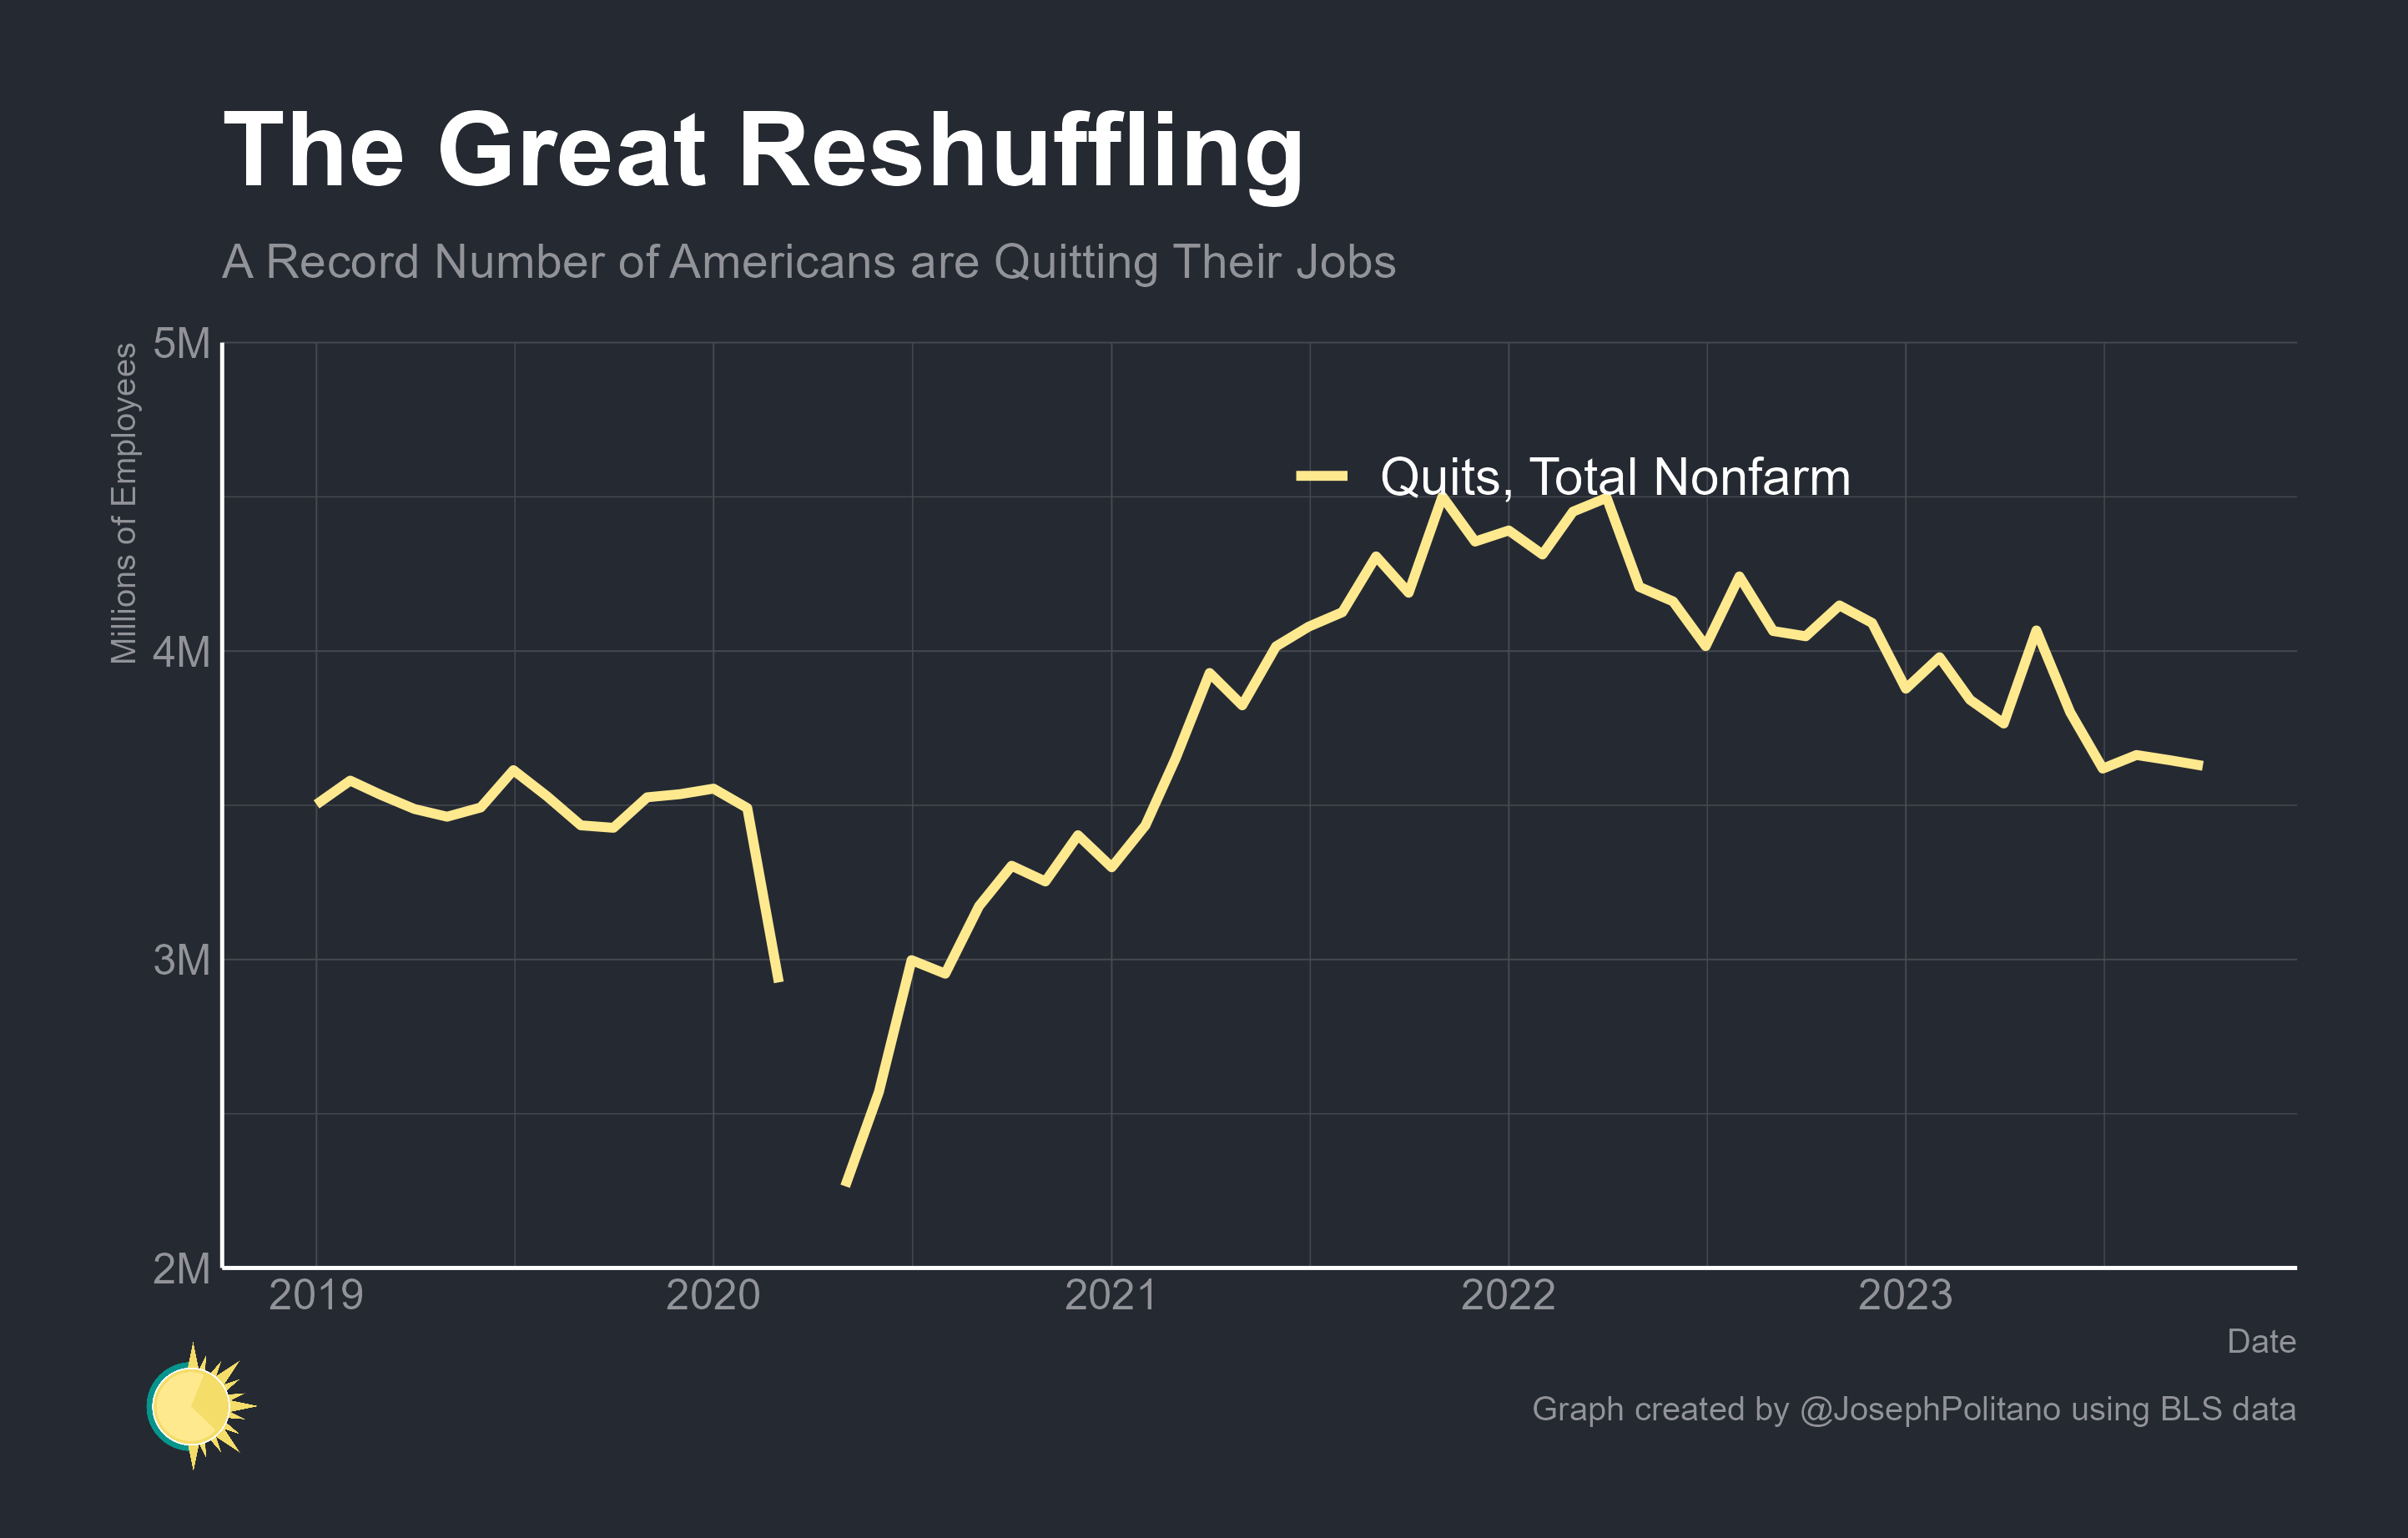 The Great Reshuffling
A Record Number of Americans are Quitting Their Jobs
Millions of Employees
5M
4M
3M
2M
Quits, Total Nonfarm
2019
2020
2021
2022
2023
Date
Graph created by @JosephPolitano using BLS data